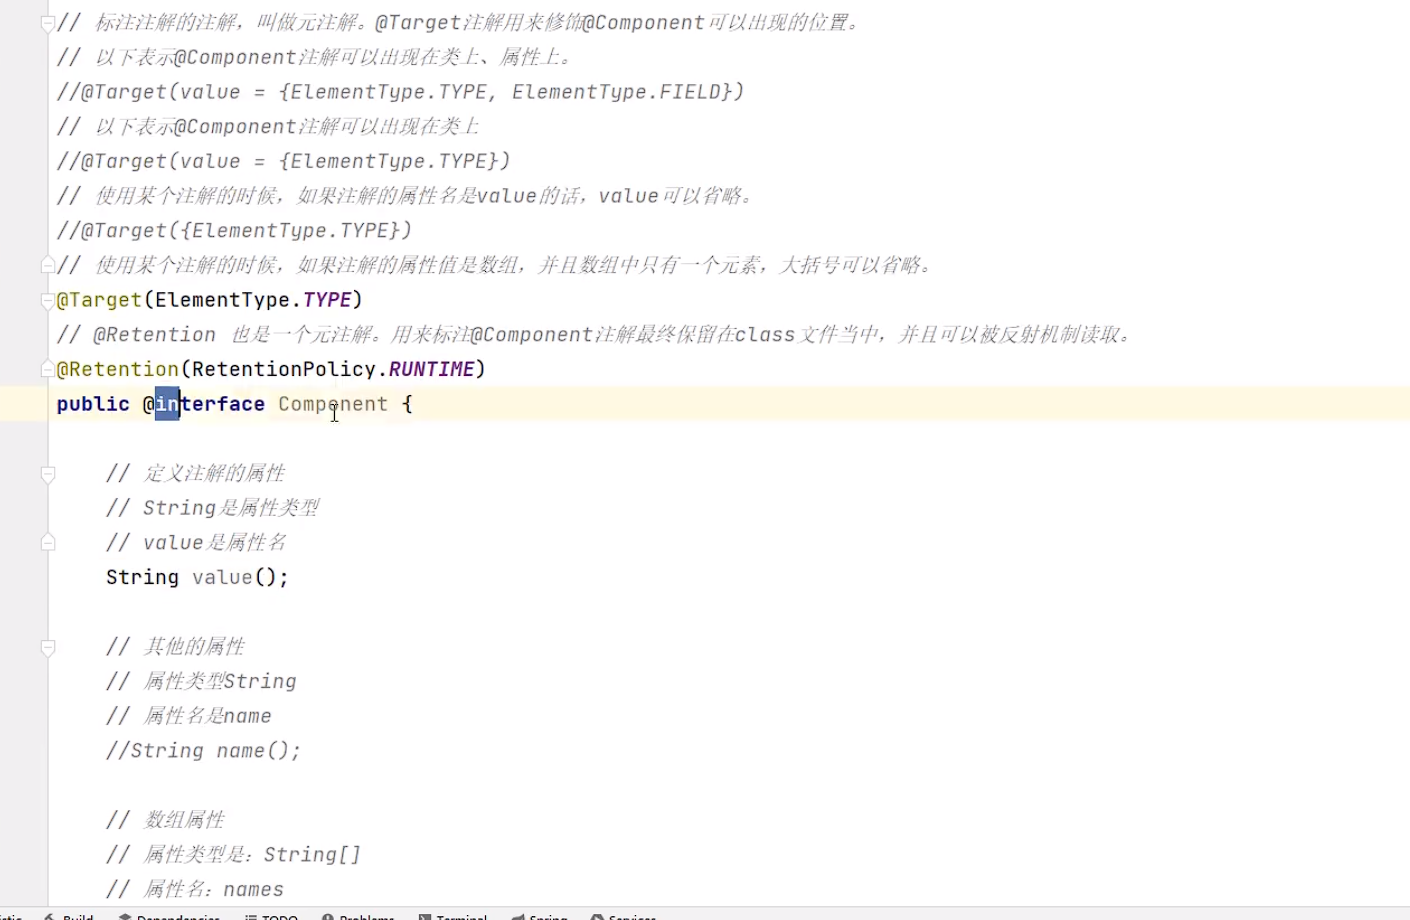 // 标注注解的注解，叫做元注解。@Target注解用来修饰@Component可以出现的位置。
// 以下表示@Component注解可以出现在类上、属性上。
//@Target(value = {ElementType.TYPE, ElementType.FIELD})
// 以下表示@Component注解可以出现在类上
//@Target(value = {ElementType.TYPE})
// 使用某个注解的时候，如果注解的属性名是value的话，value可以省略。
//@Target({ElementType.TYPE})
// 使用某个注解的时候，如果注解的属性值是数组，并且数组中只有一个元素，大括号可以省略。
@Target(ElementType.TYPE)
// @Retention 也是一个元注解。用来标注@Component注解最终保留在class文件当中，并且可以被反射机制读取。
@Retention(RetentionPolicy.RUNTIME)
public @interface Component {
// 定义注解的属性
// String是属性类型
// value是属性名
String value();
// 其他的属性
// 属性类型String
// 属性名是name
//String name();
// 数组属性
// 属性类型是：String[]
// 属性名：names
Build Dependencies TODO Problems Terminal Spring Services